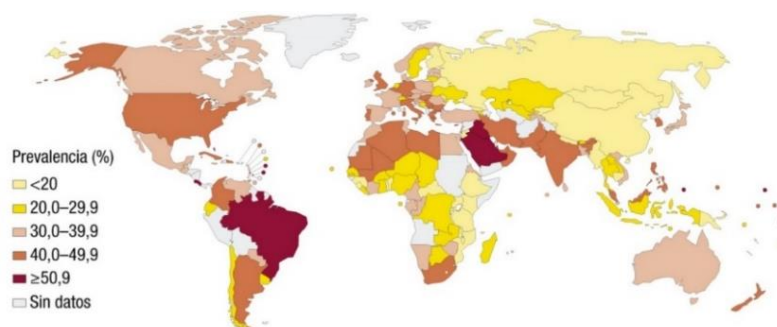 Prevalencia (%)
<20
20,0–29,9
30,0–39,9
40,0–49,9
≥50,9
Sin datos